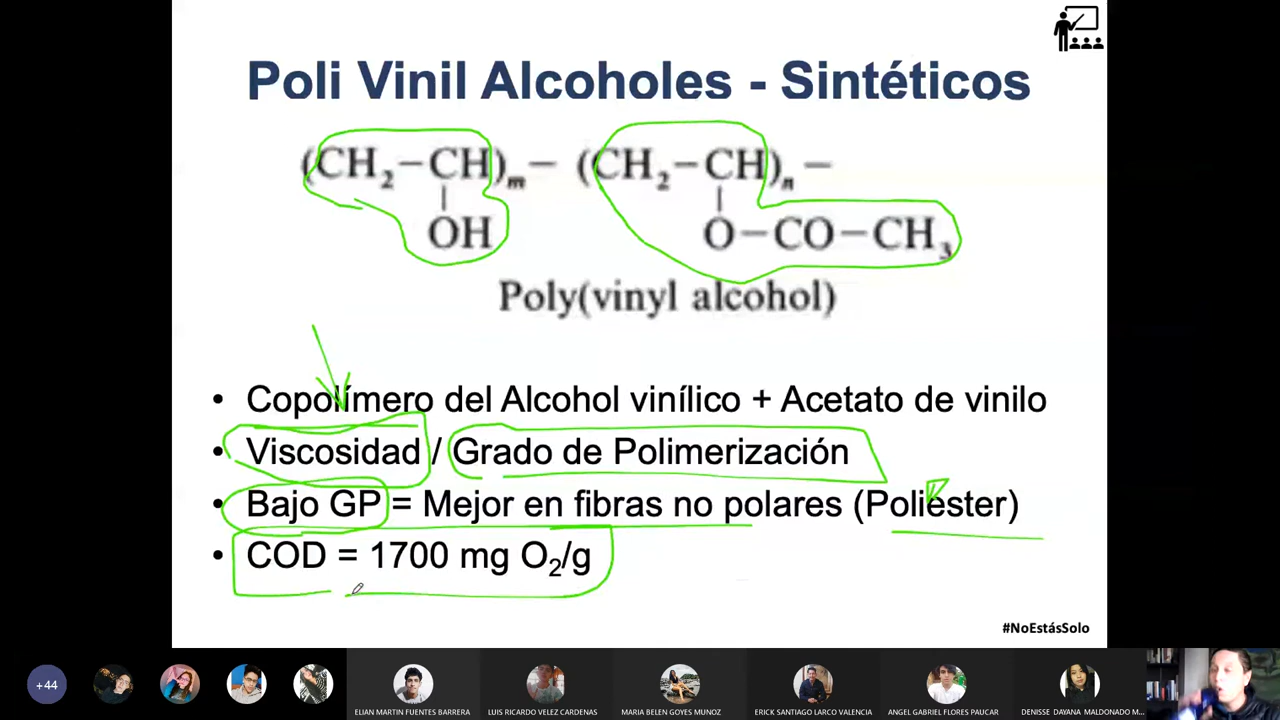 Poli Vinil Alcoholes - Sintéticos
(CH2-CH)m- (CH2-CH)n-
OH O-CO-CH3
Poly(vinyl alcohol)
• Copolímero del Alcohol vinílico + Acetato de vinilo
• Viscosidad / Grado de Polimerización
• Bajo GP = Mejor en fibras no polares (Poliester)
• COD = 1700 mg O2/g
#NoEstásSolo
+44
ELIAN MARTIN FUENTES BARRERA
LUIS RICARDO VELEZ CARDENAS
MARIA BELEN GOYES MUNOZ
ERICK SANTIAGO LARCO VALENCIA
ANGEL GABRIEL FLORES PAUCAR
DENISSE DAYANA MALDONADO M...